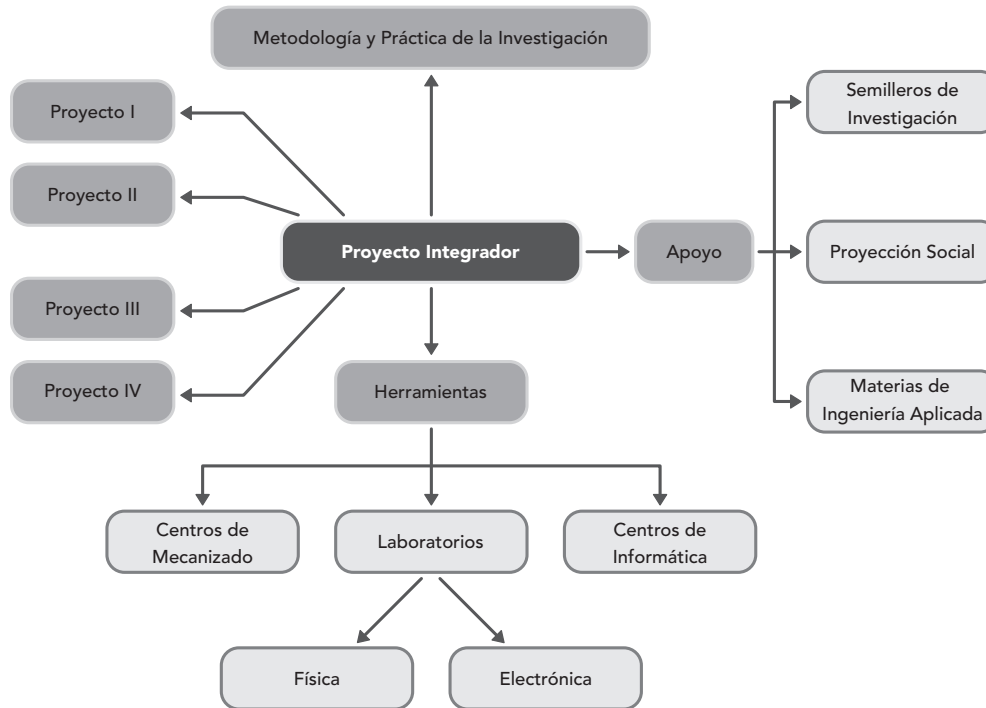 Metodología y Práctica de la Investigación
Proyecto I
Proyecto II
Proyecto III
Proyecto IV
Proyecto Integrador
Apoyo
Semilleros de
Investigación
Proyección Social
Materias de
Ingeniería Aplicada
Herramientas
Centros de
Mecanizado
Laboratorios
Centros de
Informática
Física
Electrónica